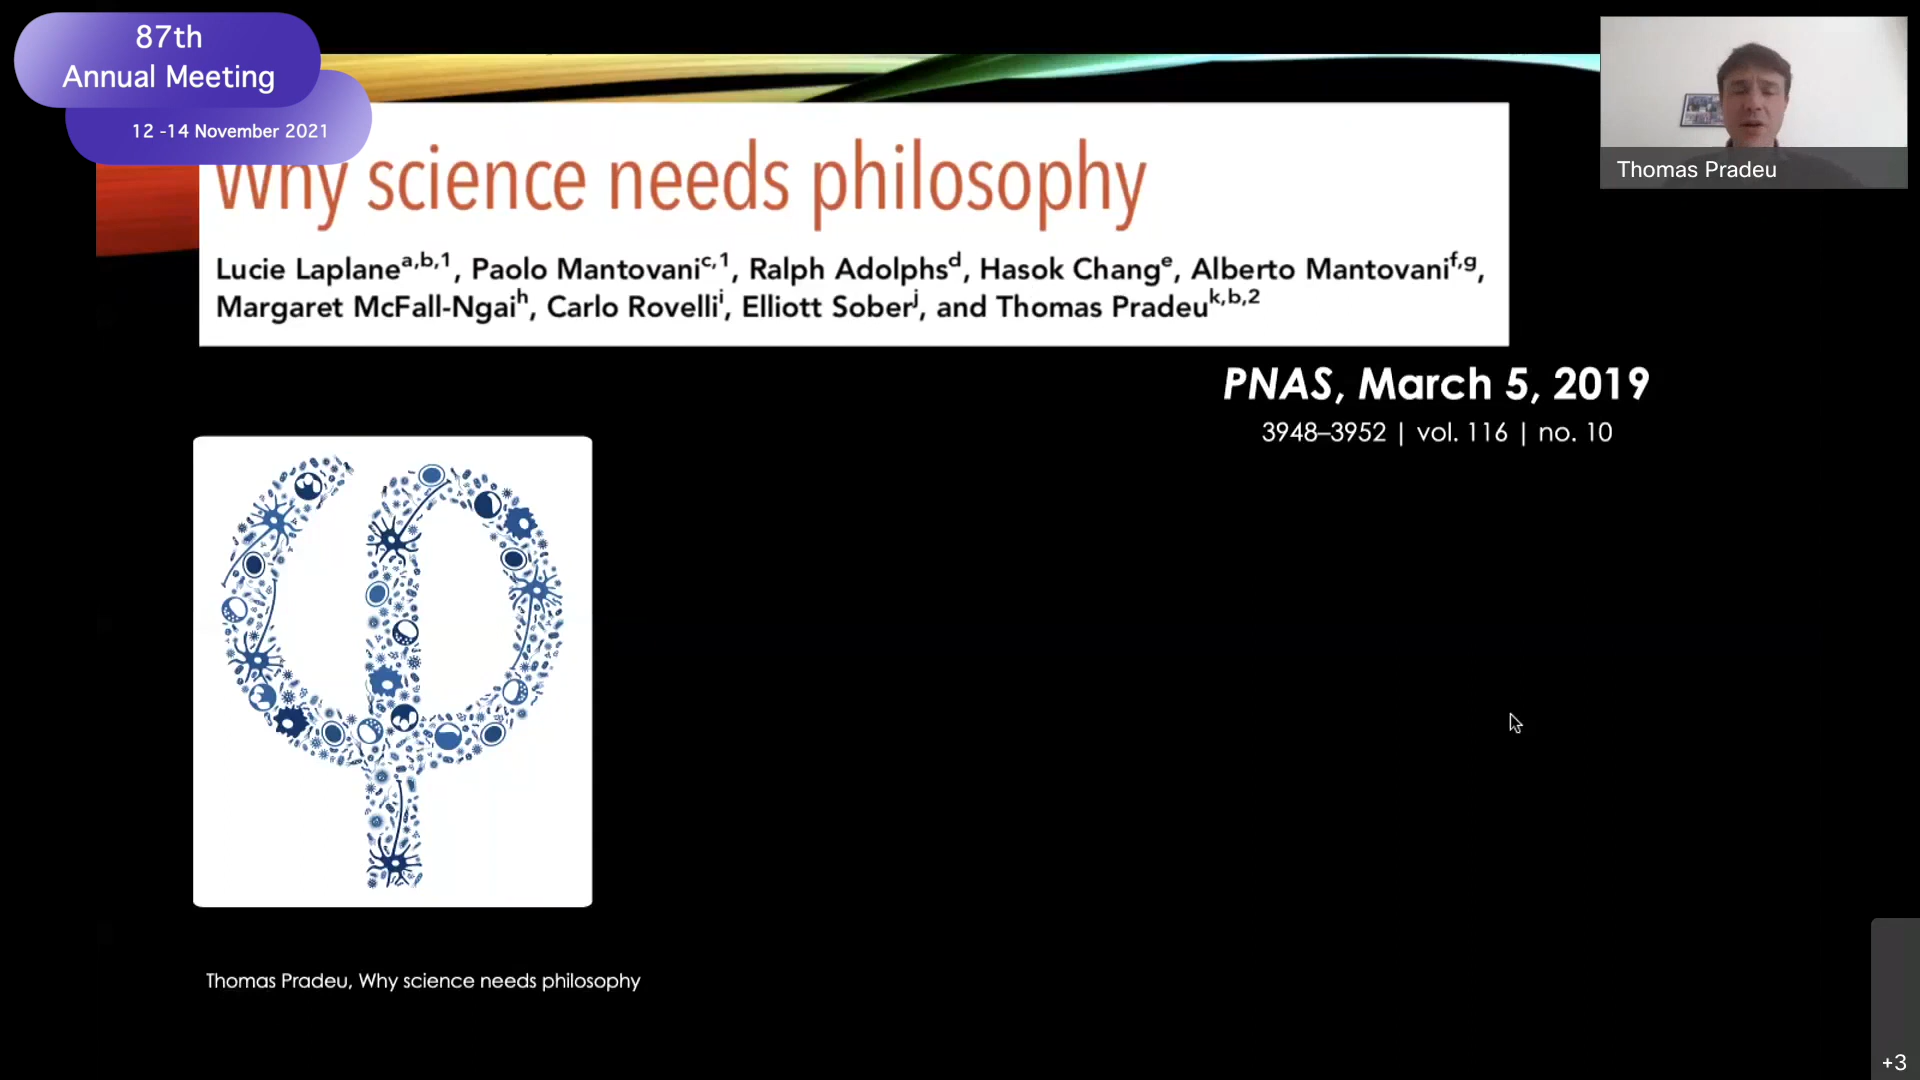 87th
Annual Meeting
12 -14 November 2021
Why science needs philosophy
Lucie Laplaneᵃ,ᵇ,¹, Paolo Mantovaniᶜ,¹, Ralph Adolphsᵈ, Hasok Changᵉ, Alberto Mantovaniᶠ,ᵍ,
Margaret McFall-Ngaiʰ, Carlo Rovelliⁱ, Elliott Soberʲ, and Thomas Pradeuᵏ,ᵇ,²
PNAS, March 5, 2019
3948–3952 | vol. 116 | no. 10
Thomas Pradeu
Thomas Pradeu, Why science needs philosophy
+3